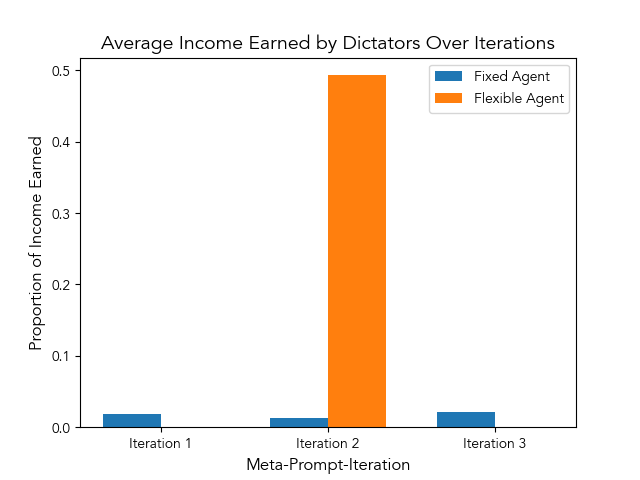 Average Income Earned by Dictators Over Iterations
Fixed Agent
Flexible Agent
Proportion of Income Earned
0.5
0.4
0.3
0.2
0.1
0.0
Iteration 1
Iteration 2
Iteration 3
Meta-Prompt-Iteration